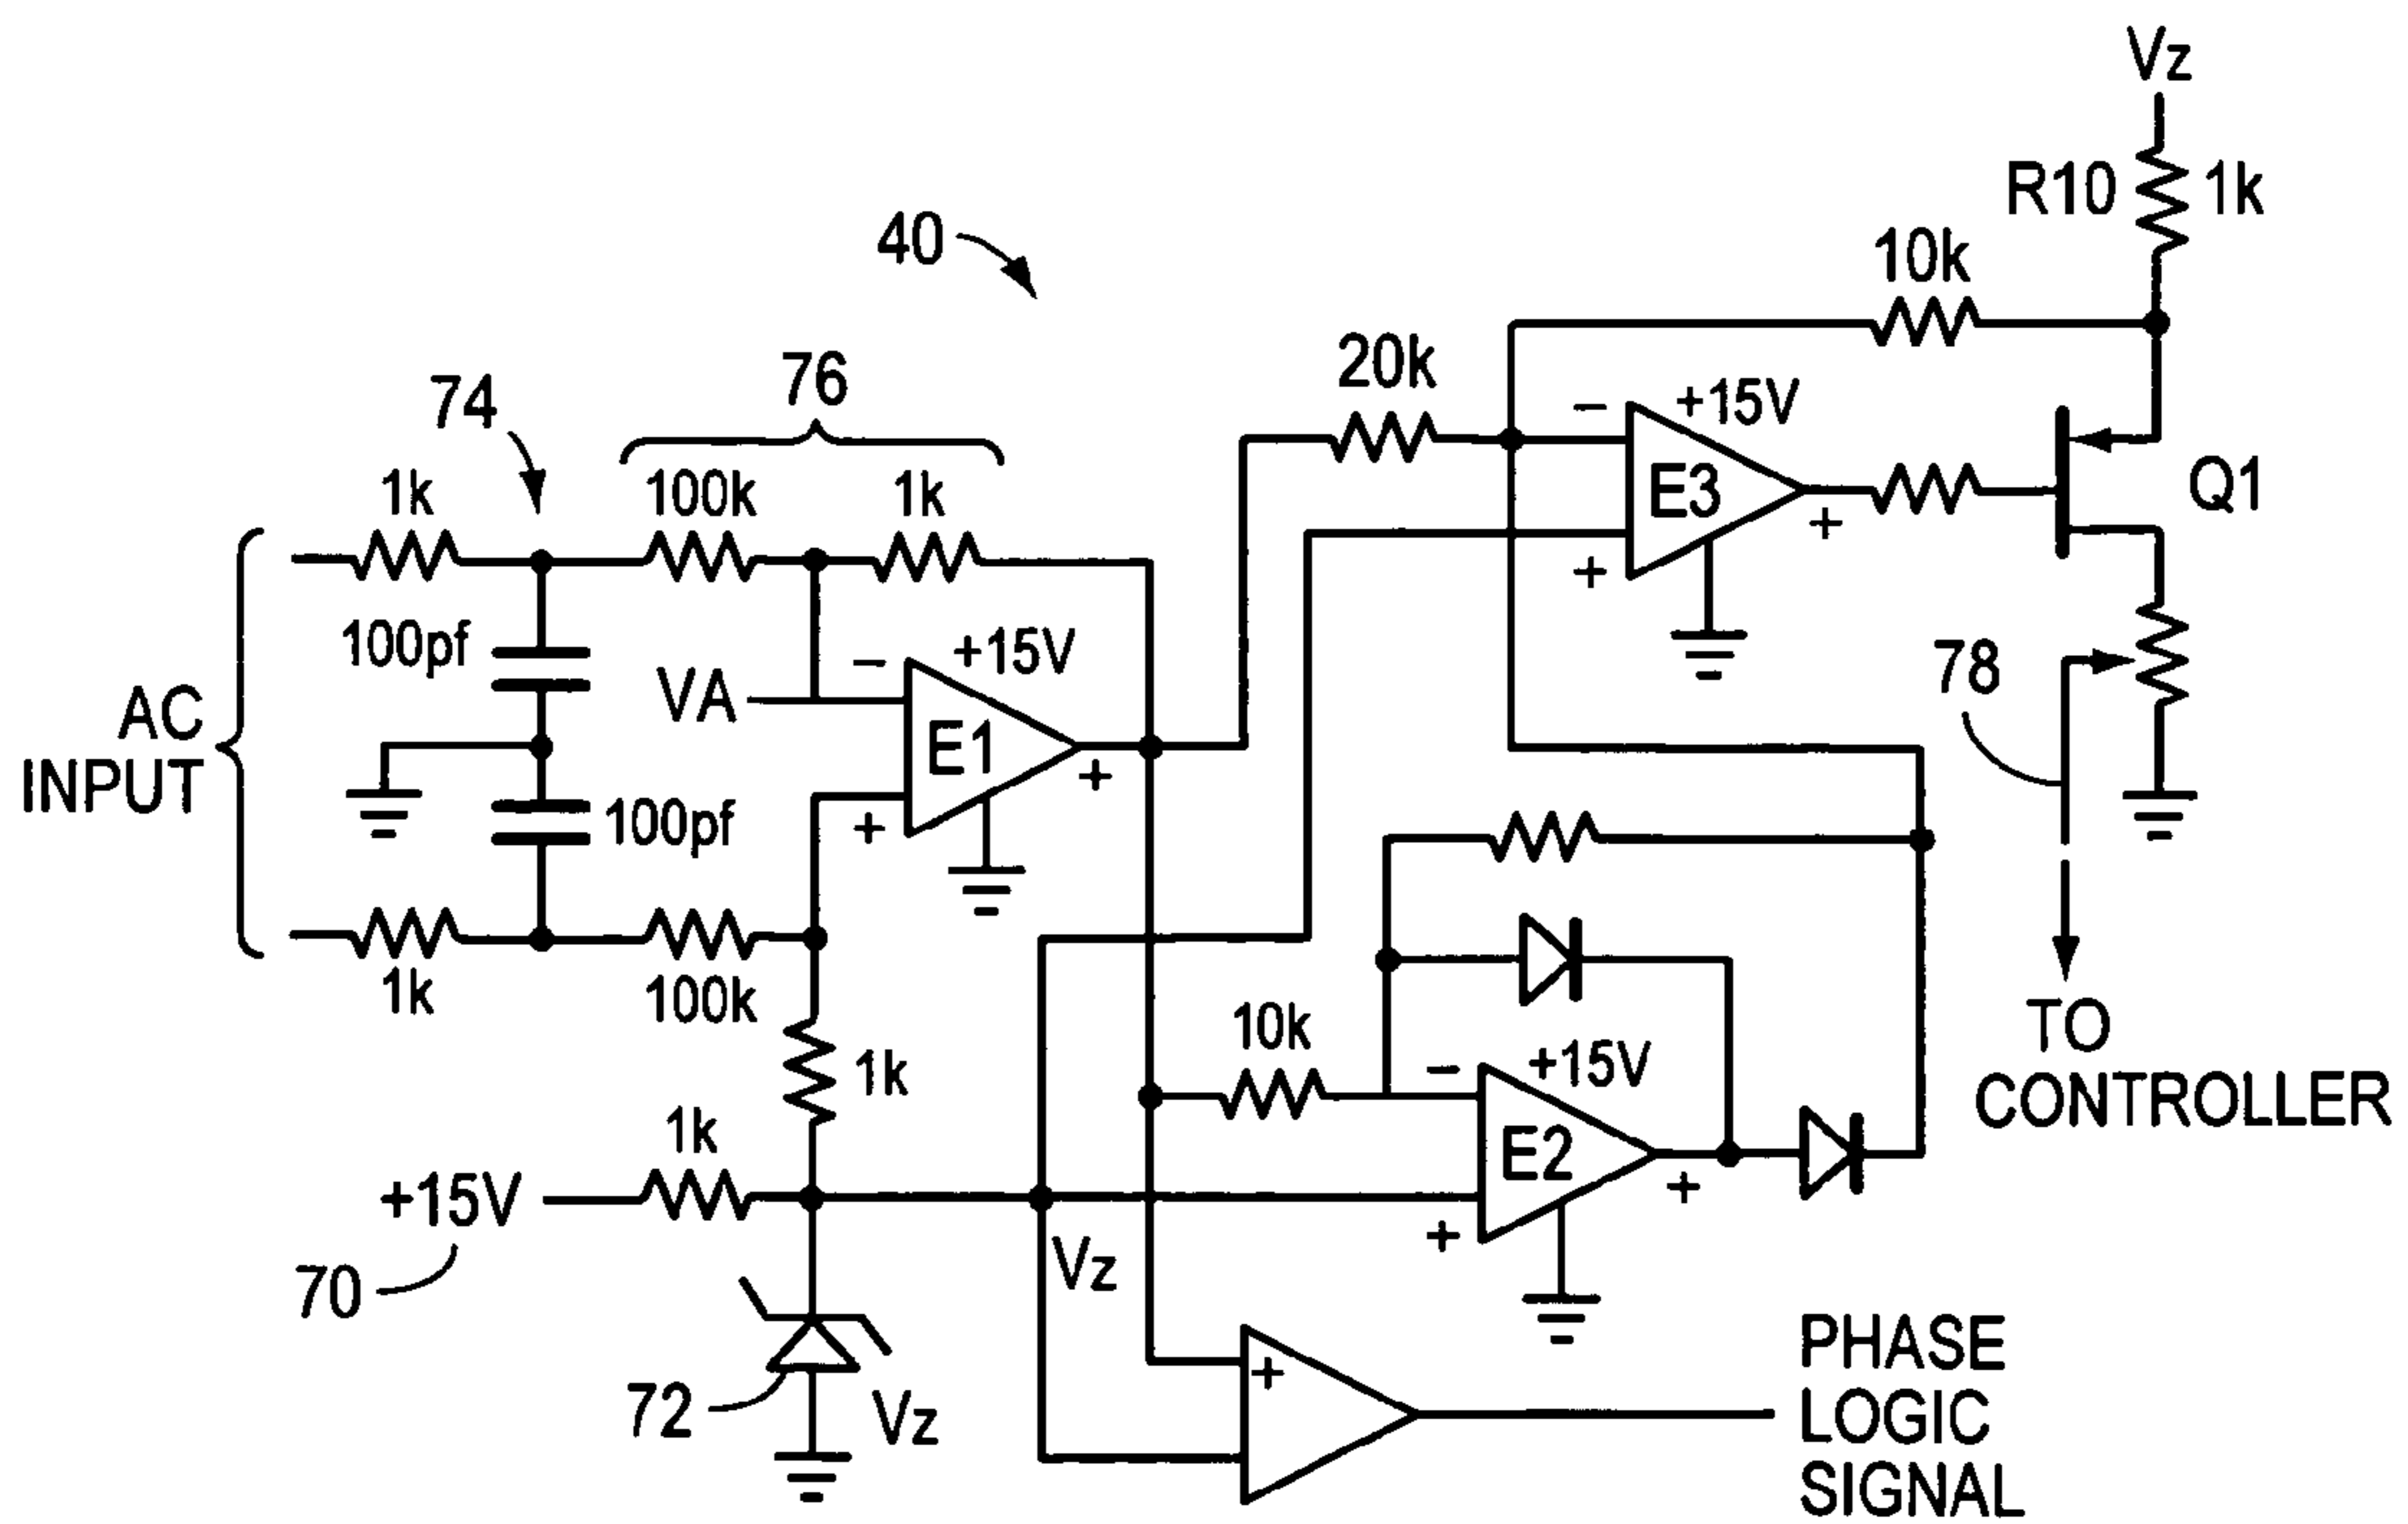 Vz
R10 1k
40
10k
76
20k
74
+15V
−
1k
100k
1k
E3
Q1
+
+
100pf
+15V
−
VA
78
AC
INPUT
E1
+
100pf
+
1k
100k
10k
TO
CONTROLLER
1k
+15V
−
1k
E2
+15V
+
+
70
Vz
PHASE
LOGIC
SIGNAL
72
Vz
+